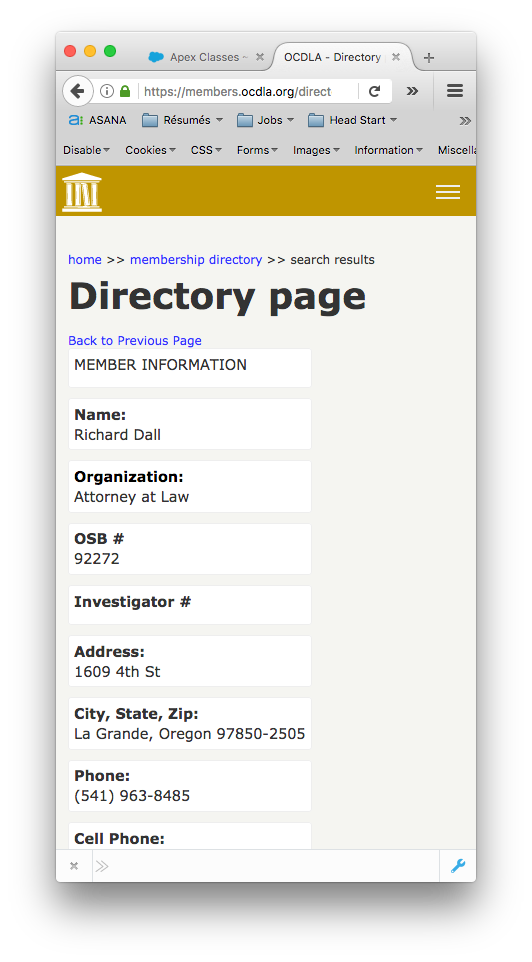 Apex Classes ~
OCDLA - Directory
https://members.ocdla.org/direct
ASANA Résumés Jobs Head Start
Disable Cookies CSS Forms Images Information Miscella
home >> membership directory >> search results
Directory page
Back to Previous Page
MEMBER INFORMATION
Name:
Richard Dall
Organization:
Attorney at Law
OSB #
92272
Investigator #
Address:
1609 4th St
City, State, Zip:
La Grande, Oregon 97850-2505
Phone:
(541) 963-8485
Cell Phone: